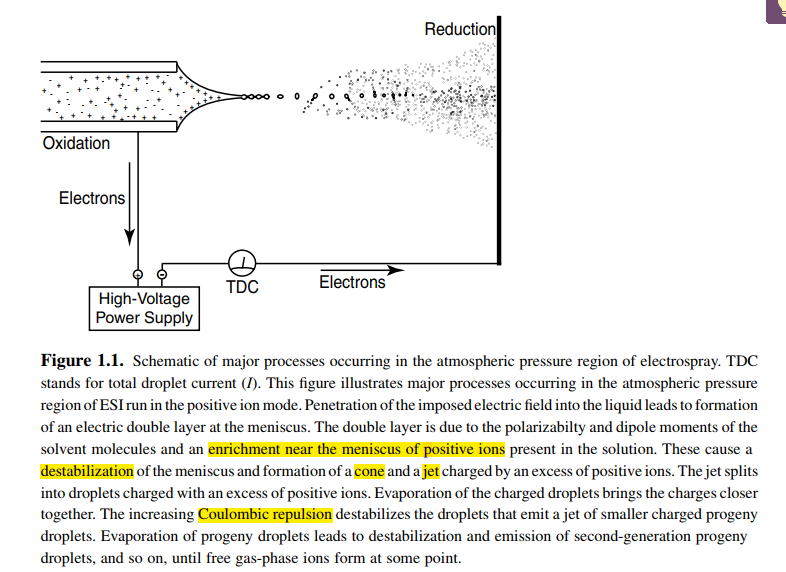 Reduction
Oxidation
Electrons
TDC
Electrons
High-Voltage
Power Supply
Figure 1.1. Schematic of major processes occurring in the atmospheric pressure region of electrospray. TDC
stands for total droplet current (I). This figure illustrates major processes occurring in the atmospheric pressure
region of ESI run in the positive ion mode. Penetration of the imposed electric field into the liquid leads to formation
of an electric double layer at the meniscus. The double layer is due to the polarizabilty and dipole moments of the
solvent molecules and an enrichment near the meniscus of positive ions present in the solution. These cause a
destabilization of the meniscus and formation of a cone and a jet charged by an excess of positive ions. The jet splits
into droplets charged with an excess of positive ions. Evaporation of the charged droplets brings the charges closer
together. The increasing Coulombic repulsion destabilizes the droplets that emit a jet of smaller charged progeny
droplets. Evaporation of progeny droplets leads to destabilization and emission of second-generation progeny
droplets, and so on, until free gas-phase ions form at some point.